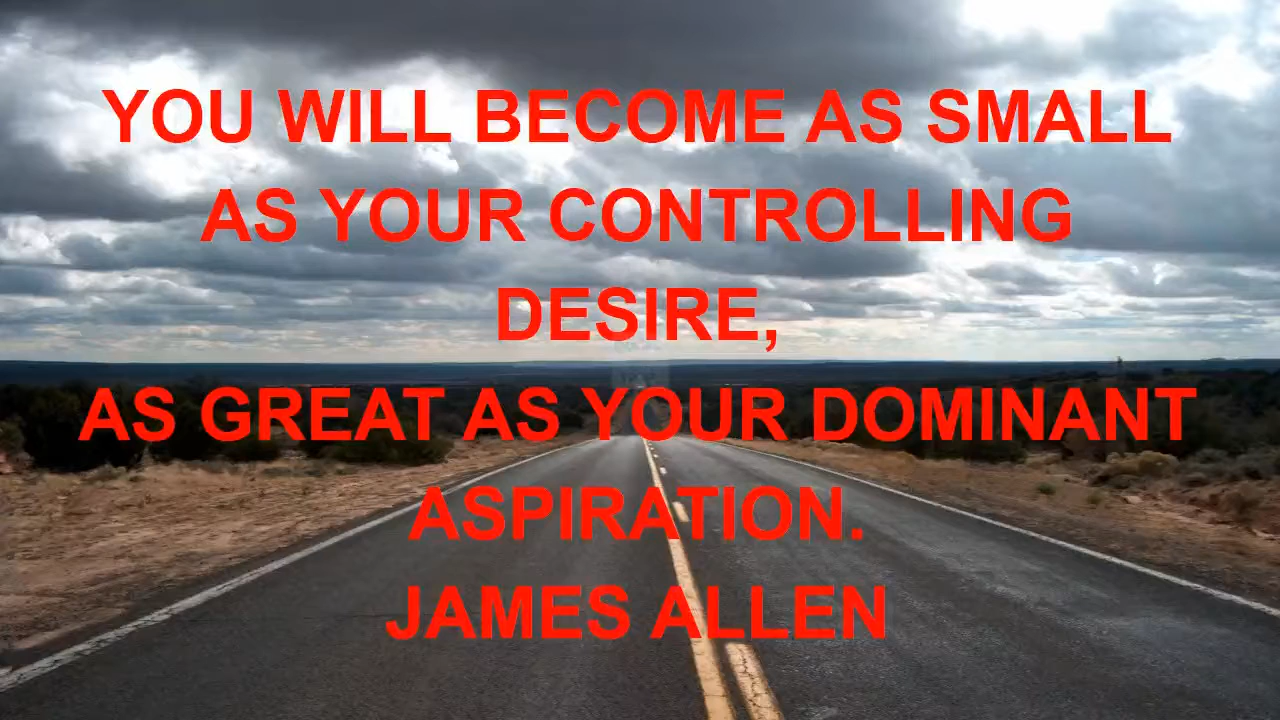 YOU WILL BECOME AS SMALL
AS YOUR CONTROLLING
DESIRE,
AS GREAT AS YOUR DOMINANT
ASPIRATION.
JAMES ALLEN